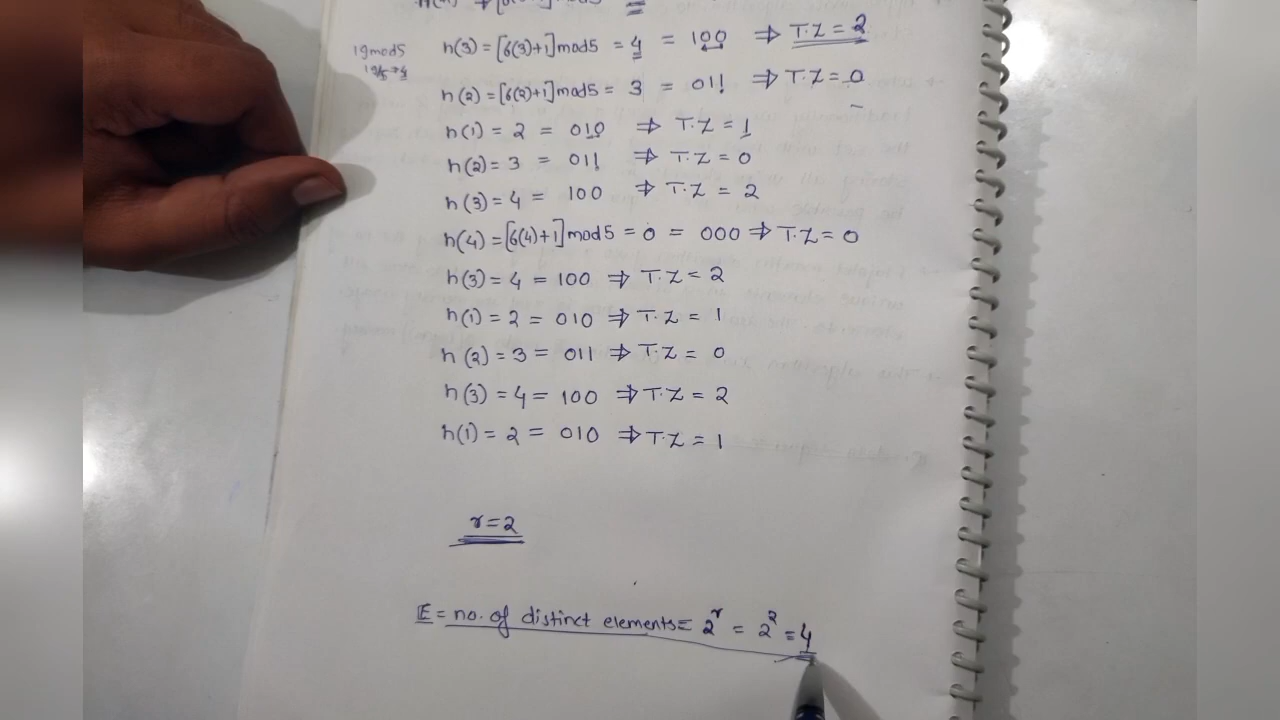 19mod5
h(3) = [6(3)+1]mod5 = 4 = 100 ⇒ T.Z = 2
h(2) = [6(2)+1]mod5 = 3 = 011 ⇒ T.Z = 0
h(1) = 2 = 010 ⇒ T.Z = 1
h(2) = 3 = 011 ⇒ T.Z = 0
h(3) = 4 = 100 ⇒ T.Z = 2
h(4) = [6(4)+1]mod5 = 0 = 000 ⇒ T.Z = 0
h(3) = 4 = 100 ⇒ T.Z = 2
h(1) = 2 = 010 ⇒ T.Z = 1
h(2) = 3 = 011 ⇒ T.Z = 0
h(3) = 4 = 100 ⇒ T.Z = 2
h(1) = 2 = 010 ⇒ T.Z = 1
r=2
E = no. of distinct elements = 2^r = 2^2 = 4